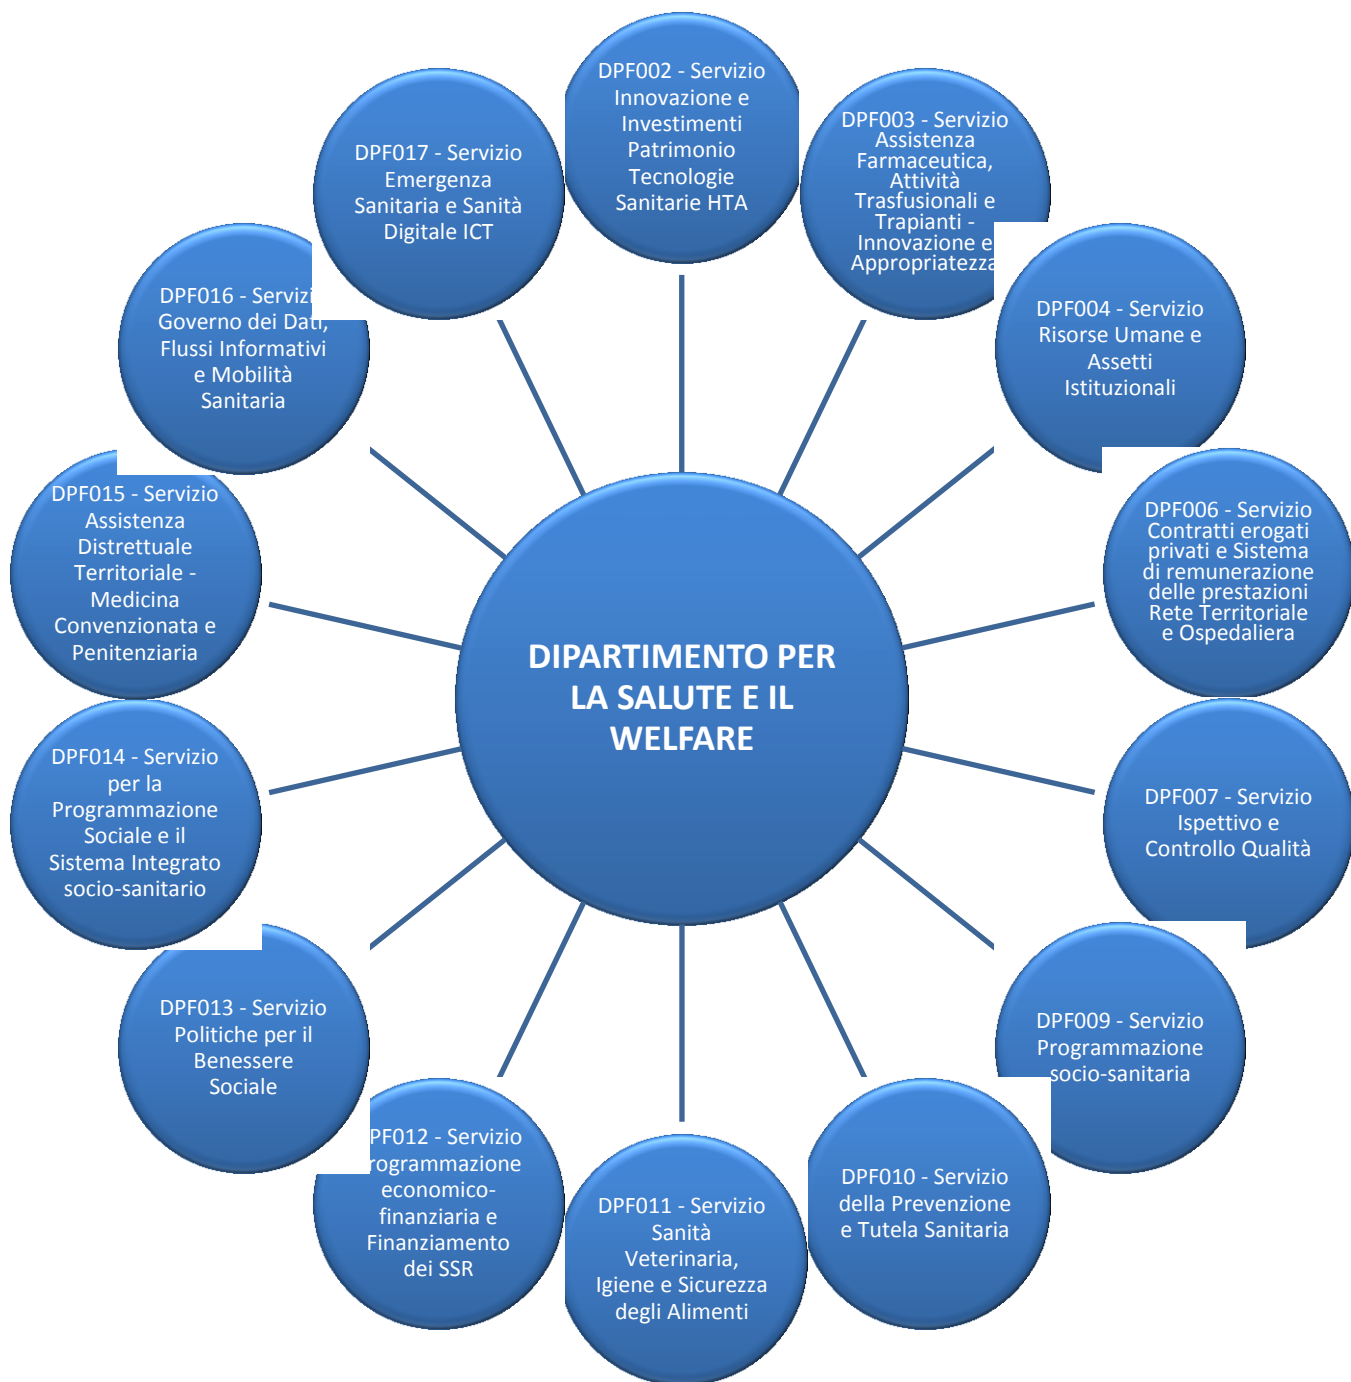 DPF002 - Servizio
Innovazione e
Investimenti
Patrimonio
Tecnologie
Sanitarie HTA
DPF003 - Servizio
Assistenza
Farmaceutica,
Attività
Trasfusionali e
Trapianti -
Innovazione e
Appropriatezza
DPF004 - Servizio
Risorse Umane e
Assetti
Istituzionali
DPF006 - Servizio
Contratti erogati
privati e Sistema
di remunerazione
delle prestazioni
Rete Territoriale
e Ospedaliera
DPF007 - Servizio
Ispettivo e
Controllo Qualità
DPF009 - Servizio
Programmazione
socio-sanitaria
DPF010 - Servizio
della Prevenzione
e Tutela Sanitaria
DPF011 - Servizio
Sanità
Veterinaria,
Igiene e Sicurezza
degli Alimenti
PF012 - Servizio
rogrammazione
economico-
finanziaria e
Finanziamento
dei SSR
DPF013 - Servizio
Politiche per il
Benessere
Sociale
DPF014 - Servizio
per la
Programmazione
Sociale e il
Sistema Integrato
socio-sanitario
DPF015 - Servizio
Assistenza
Distrettuale
Territoriale -
Medicina
Convenzionata e
Penitenziaria
DPF016 - Servizi
Governo dei Dati,
Flussi Informativi
e Mobilità
Sanitaria
DPF017 - Servizio
Emergenza
Sanitaria e Sanità
Digitale ICT
DIPARTIMENTO PER
LA SALUTE E IL
WELFARE